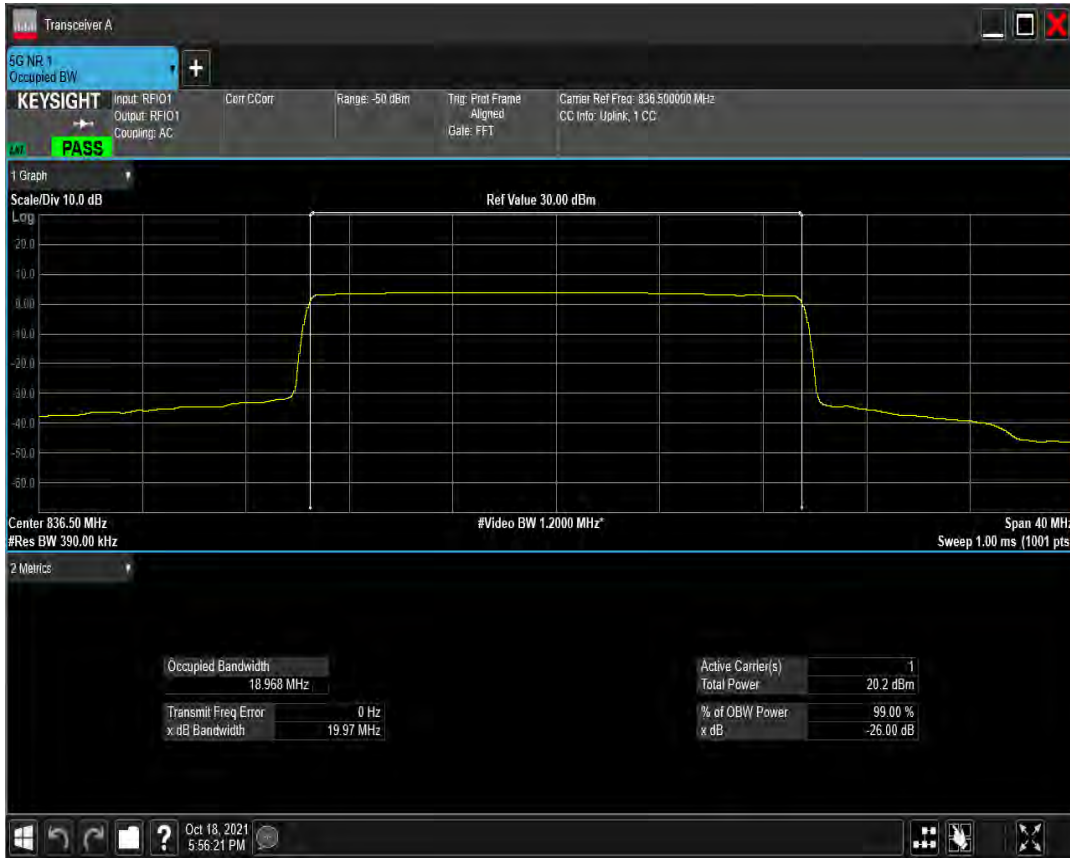 Transceiver A
5G NR 1
Occupied BW
+
KEYSIGHT
Input: RFIO1
Output: RFIO1
Coupling: AC
Corr CCorr
Range: -50 dBm
Trig: Prot Frame
Aligned
Gate: FFT
Carrier Ref Freq: 836.500000 MHz
CC Info: Uplink, 1 CC
PASS
1 Graph
Scale/Div 10.0 dB
Ref Value 30.00 dBm
Log
20.0
10.0
0.00
-10.0
-20.0
-30.0
-40.0
-50.0
-60.0
Center 836.50 MHz
#Video BW 1.2000 MHz*
Span 40 MHz
#Res BW 390.00 kHz
Sweep 1.00 ms (1001 pts
2 Metrics
Occupied Bandwidth
18.968 MHz
Transmit Freq Error 0 Hz
x dB Bandwidth 19.97 MHz
Active Carrier(s) 1
Total Power 20.2 dBm
% of OBW Power 99.00 %
x dB -26.00 dB
?
Oct 18, 2021
5:56:21 PM